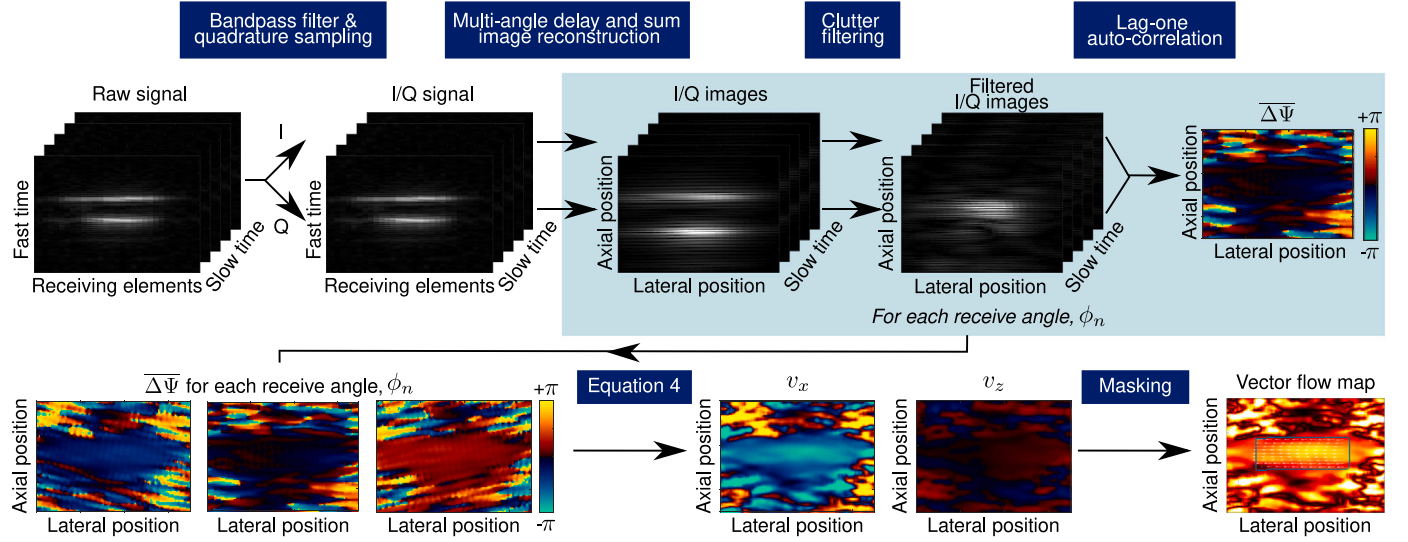 Bandpass filter &
quadrature sampling
Multi-angle delay and sum
image reconstruction
Clutter
filtering
Lag-one
auto-correlation
Raw signal
Fast time
Receiving elements
Slow time
I
Q
I/Q signal
Fast time
Receiving elements
Slow time
I/Q images
Axial position
Lateral position
Slow time
Filtered
I/Q images
Axial position
Lateral position
Slow time
$\overline{\Delta\Psi}$
Axial position
Lateral position
+π
-π
For each receive angle, $\phi_n$
$\overline{\Delta\Psi}$ for each receive angle, $\phi_n$
Axial position
Lateral position
Lateral position
Lateral position
+π
-π
Equation 4
$v_x$
Axial position
Lateral position
$v_z$
Axial position
Lateral position
Masking
Vector flow map
Axial position
Lateral position